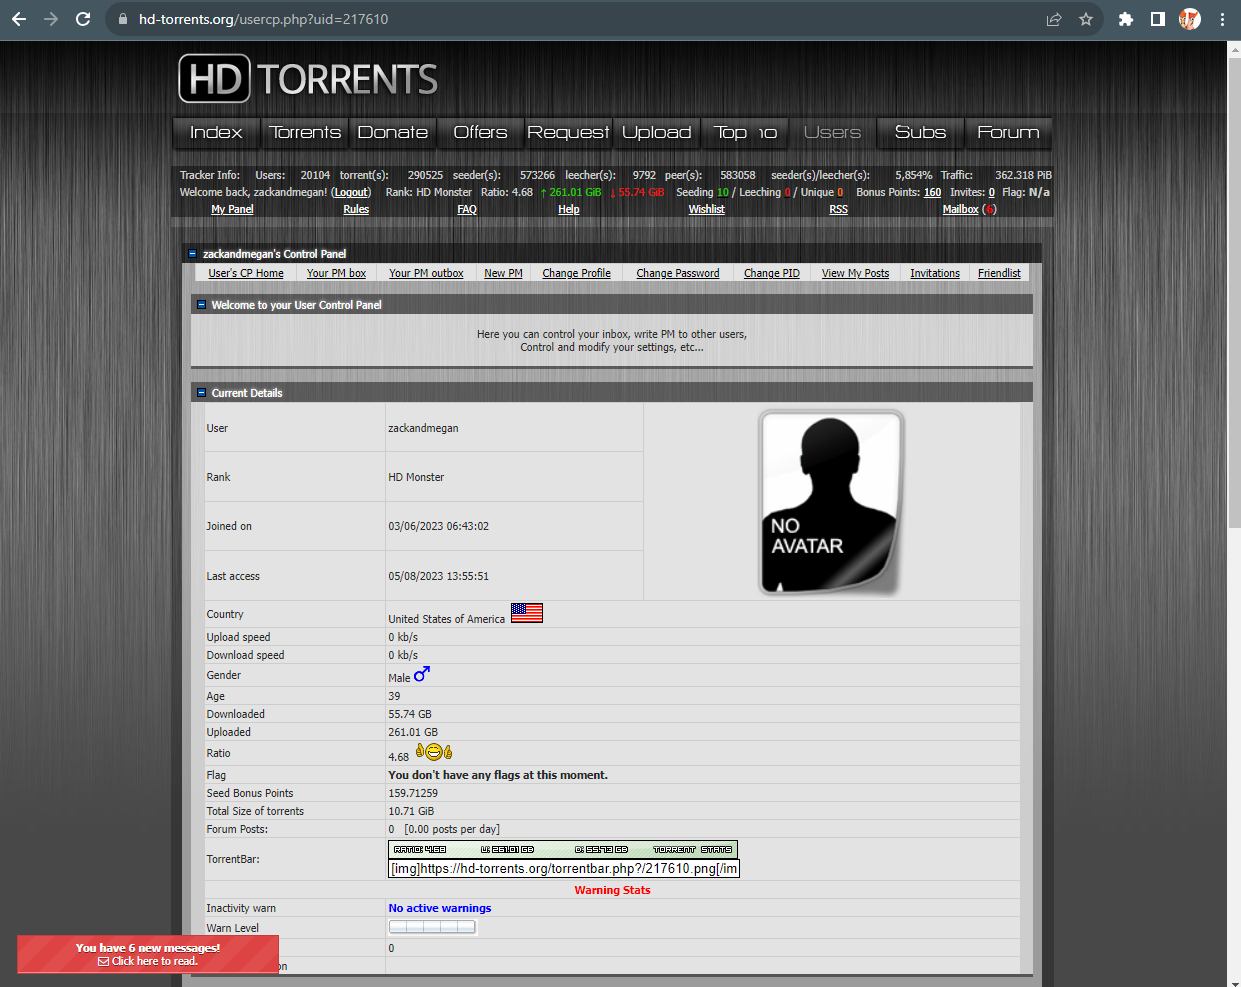 hd-torrents.org/usercp.php?uid=217610
HD TORRENTS
Index Torrents Donate Offers Request Upload Top 10 Users Subs Forum
Tracker Info: Users: 20104 torrent(s): 290525 seeder(s): 573266 leecher(s): 9792 peer(s): 583058 seeder(s)/leecher(s): 5,854% Traffic: 362.318 PiB
Welcome back, zackandmegan! (Logout) Rank: HD Monster Ratio: 4.68 ↑ 261.01 GiB ↓ 55.74 GiB Seeding 10 / Leeching 0 / Unique 0 Bonus Points: 160 Invites: 0 Flag: N/a
My Panel Rules FAQ Help Wishlist RSS Mailbox (6)
zackandmegan's Control Panel
User's CP Home Your PM box Your PM outbox New PM Change Profile Change Password Change PID View My Posts Invitations Friendlist
Welcome to your User Control Panel
Here you can control your inbox, write PM to other users,
Control and modify your settings, etc...
Current Details
User zackandmegan
Rank HD Monster
NO
AVATAR
Joined on 03/06/2023 06:43:02
Last access 05/08/2023 13:55:51
Country United States of America
Upload speed 0 kb/s
Download speed 0 kb/s
Gender Male
Age 39
Downloaded 55.74 GB
Uploaded 261.01 GB
Ratio 4.68
Flag You don't have any flags at this moment.
Seed Bonus Points 159.71259
Total Size of torrents 10.71 GiB
Forum Posts: 0 [0.00 posts per day]
RATIO: 4.68 U: 261.01 GB D: 55.73 GB TORRENT STATS
TorrentBar: [img]https://hd-torrents.org/torrentbar.php?/217610.png[/im
Warning Stats
Inactivity warn No active warnings
Warn Level
0
You have 6 new messages!
Click here to read.
on